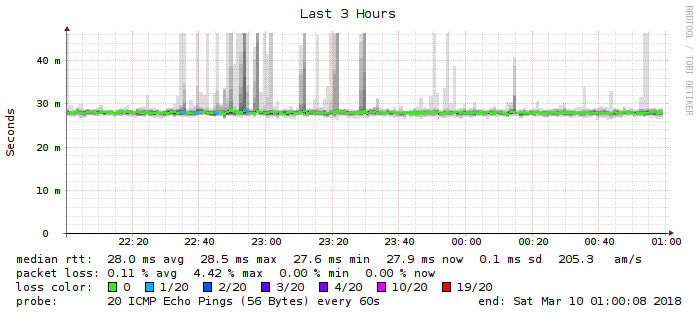 Last 3 Hours
RRDTOOL / TOBI OETIKER
Seconds
40 m
30 m
20 m
10 m
0
22:20 22:40 23:00 23:20 23:40 00:00 00:20 00:40 01:00
median rtt: 28.0 ms avg 28.5 ms max 27.6 ms min 27.9 ms now 0.1 ms sd 205.3 am/s
packet loss: 0.11 % avg 4.42 % max 0.00 % min 0.00 % now
loss color: 0 1/20 2/20 3/20 4/20 10/20 19/20
probe: 20 ICMP Echo Pings (56 Bytes) every 60s end: Sat Mar 10 01:00:08 2018